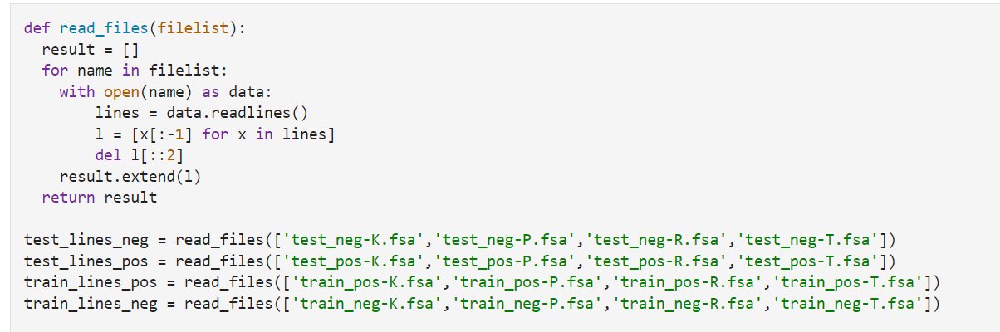 def read_files(filelist):
  result = []
  for name in filelist:
    with open(name) as data:
        lines = data.readlines()
        l = [x[:-1] for x in lines]
        del l[::2]
    result.extend(l)
  return result

test_lines_neg = read_files(['test_neg-K.fsa','test_neg-P.fsa','test_neg-R.fsa','test_neg-T.fsa'])
test_lines_pos = read_files(['test_pos-K.fsa','test_pos-P.fsa','test_pos-R.fsa','test_pos-T.fsa'])
train_lines_pos = read_files(['train_pos-K.fsa','train_pos-P.fsa','train_pos-R.fsa','train_pos-T.fsa'])
train_lines_neg = read_files(['train_neg-K.fsa','train_neg-P.fsa','train_neg-R.fsa','train_neg-T.fsa'])